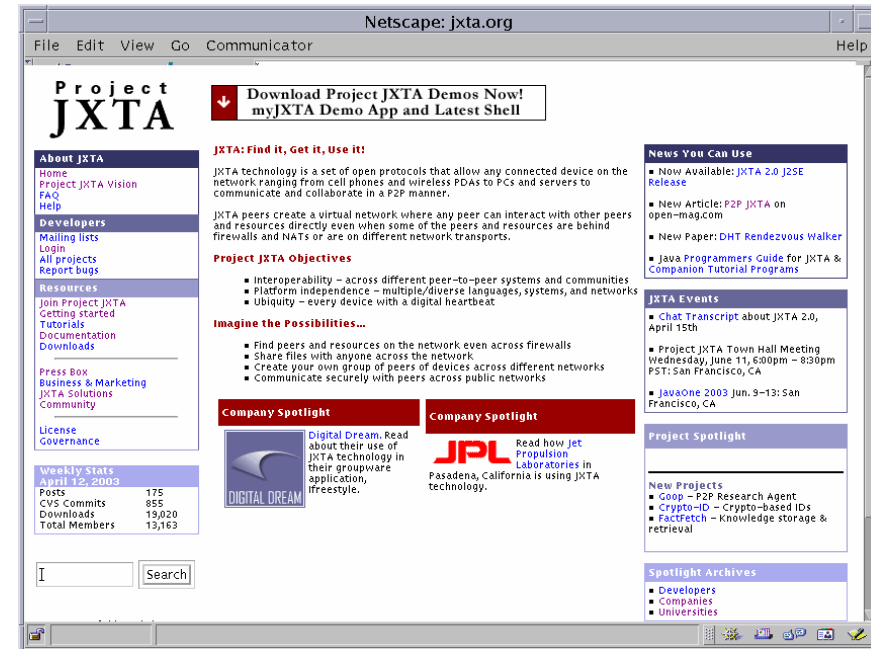 Netscape: jxta.org
File Edit View Go Communicator Help
Project
JXTA
Download Project JXTA Demos Now!
myJXTA Demo App and Latest Shell
About JXTA
Home
Project JXTA Vision
FAQ
Help
Developers
Mailing lists
Login
All projects
Report bugs
Resources
Join Project JXTA
Getting started
Tutorials
Documentation
Downloads
Press Box
Business & Marketing
JXTA Solutions
Community
License
Governance
Weekly Stats
April 12, 2003
Posts 175
CVS Commits 855
Downloads 19,020
Total Members 13,163
Search
JXTA: Find it, Get it, Use it!
JXTA technology is a set of open protocols that allow any connected device on the
network ranging from cell phones and wireless PDAs to PCs and servers to
communicate and collaborate in a P2P manner.
JXTA peers create a virtual network where any peer can interact with other peers
and resources directly even when some of the peers and resources are behind
firewalls and NATs or are on different network transports.
Project JXTA Objectives
▪ Interoperability – across different peer–to–peer systems and communities
▪ Platform independence – multiple/diverse languages, systems, and networks
▪ Ubiquity – every device with a digital heartbeat
Imagine the Possibilities...
▪ Find peers and resources on the network even across firewalls
▪ Share files with anyone across the network
▪ Create your own group of peers of devices across different networks
▪ Communicate securely with peers across public networks
Company Spotlight
DIGITAL DREAM
Digital Dream. Read
about their use of
JXTA technology in
their groupware
application,
ifreestyle.
Company Spotlight
JPL
Read how Jet
Propulsion
Laboratories in
Pasadena, California is using JXTA
technology.
News You Can Use
▪ Now Available: JXTA 2.0 J2SE
Release
▪ New Article: P2P JXTA on
open–mag.com
▪ New Paper: DHT Rendezvous Walker
▪ Java Programmers Guide for JXTA &
Companion Tutorial Programs
JXTA Events
▪ Chat Transcript about JXTA 2.0,
April 15th
▪ Project JXTA Town Hall Meeting
Wednesday, June 11, 6:00pm – 8:30pm
PST: San Francisco, CA
▪ JavaOne 2003 Jun. 9–13: San
Francisco, CA
Project Spotlight
New Projects
▪ Goop – P2P Research Agent
▪ Crypto–ID – Crypto–based IDs
▪ FactFetch – Knowledge storage &
retrieval
Spotlight Archives
▪ Developers
▪ Companies
▪ Universities